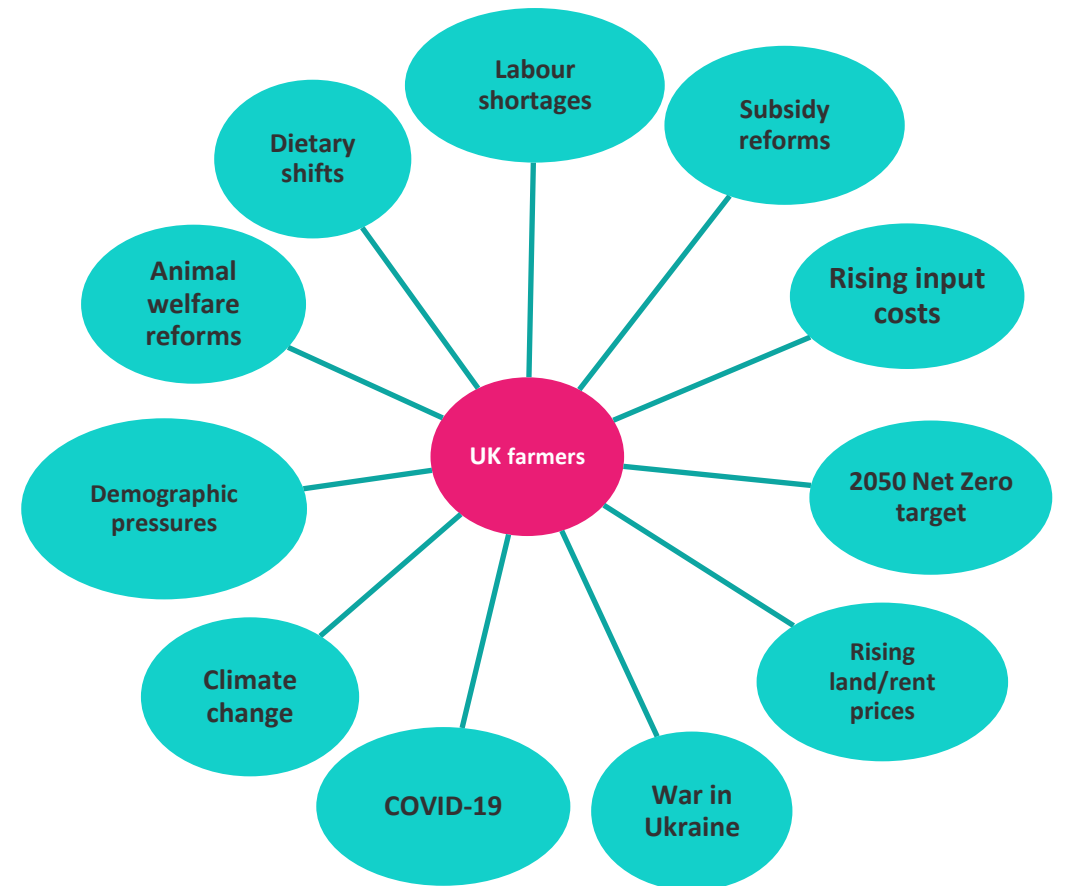 Labour
shortages
Subsidy
reforms
Rising input
costs
2050 Net Zero
target
Rising
land/rent
prices
War in
Ukraine
COVID-19
Climate
change
Demographic
pressures
Animal
welfare
reforms
Dietary
shifts
UK farmers